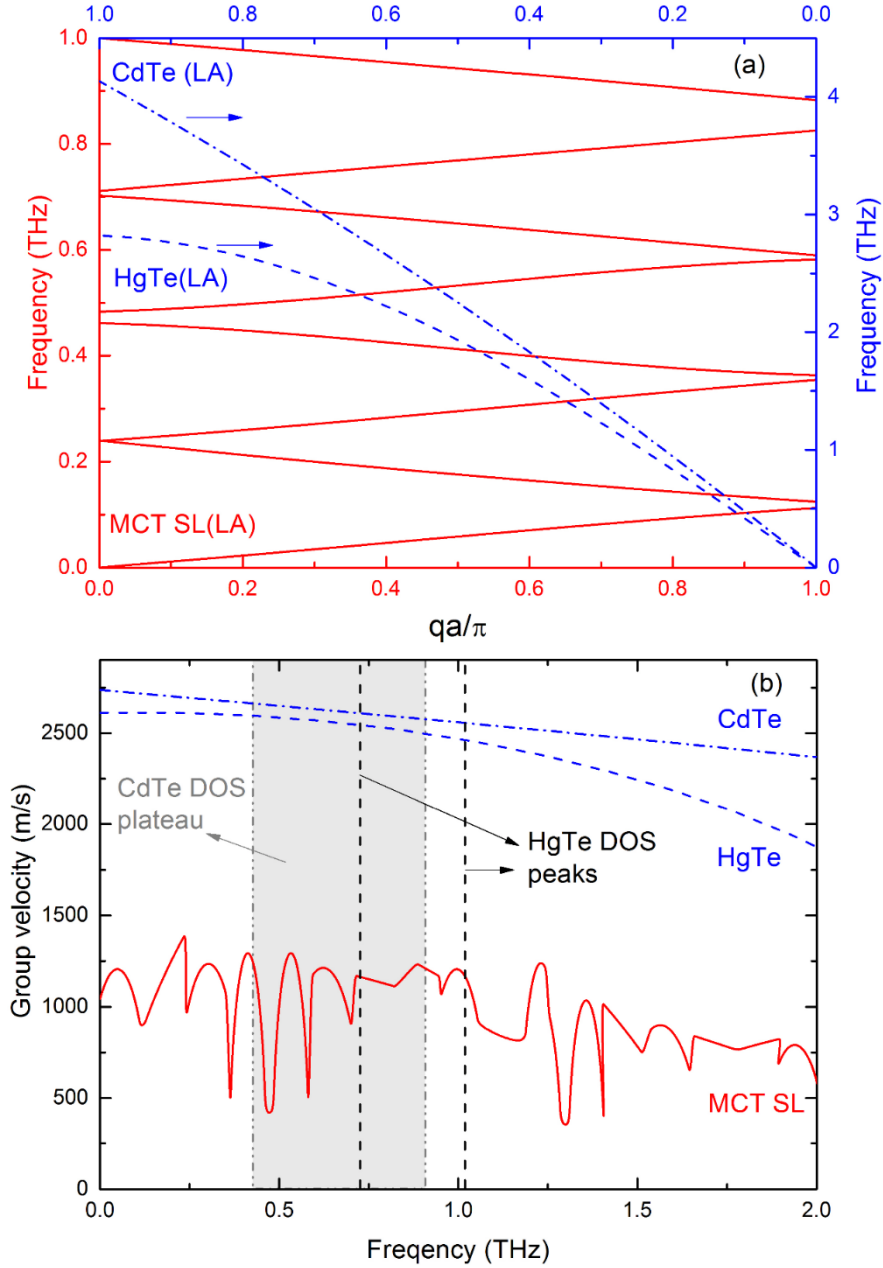 1.0 0.8 0.6 0.4 0.2 0.0
(a)
CdTe (LA)
HgTe(LA)
MCT SL(LA)
Frequency (THz)
1.0
0.8
0.6
0.4
0.2
0.0
Frequency (THz)
4
3
2
1
0
0.0 0.2 0.4 0.6 0.8 1.0
qa/π
(b)
CdTe
HgTe
CdTe DOS
plateau
HgTe DOS
peaks
MCT SL
Group velocity (m/s)
2500
2000
1500
1000
500
0
0.0 0.5 1.0 1.5 2.0
Freqency (THz)